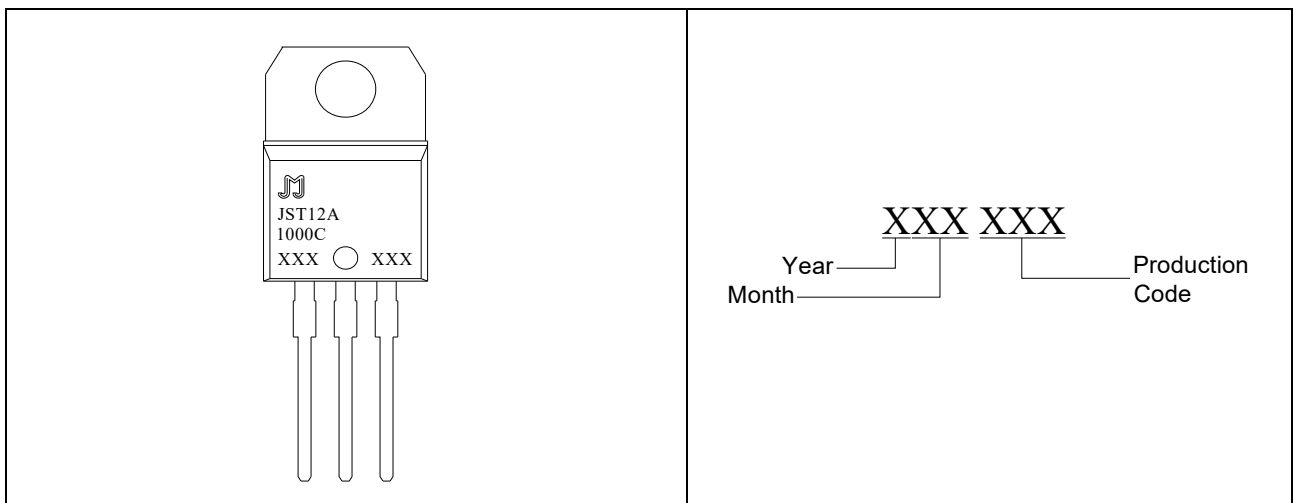 JST12A
1000C
XXX XXX
XXX XXX
Year
Month
Production
Code